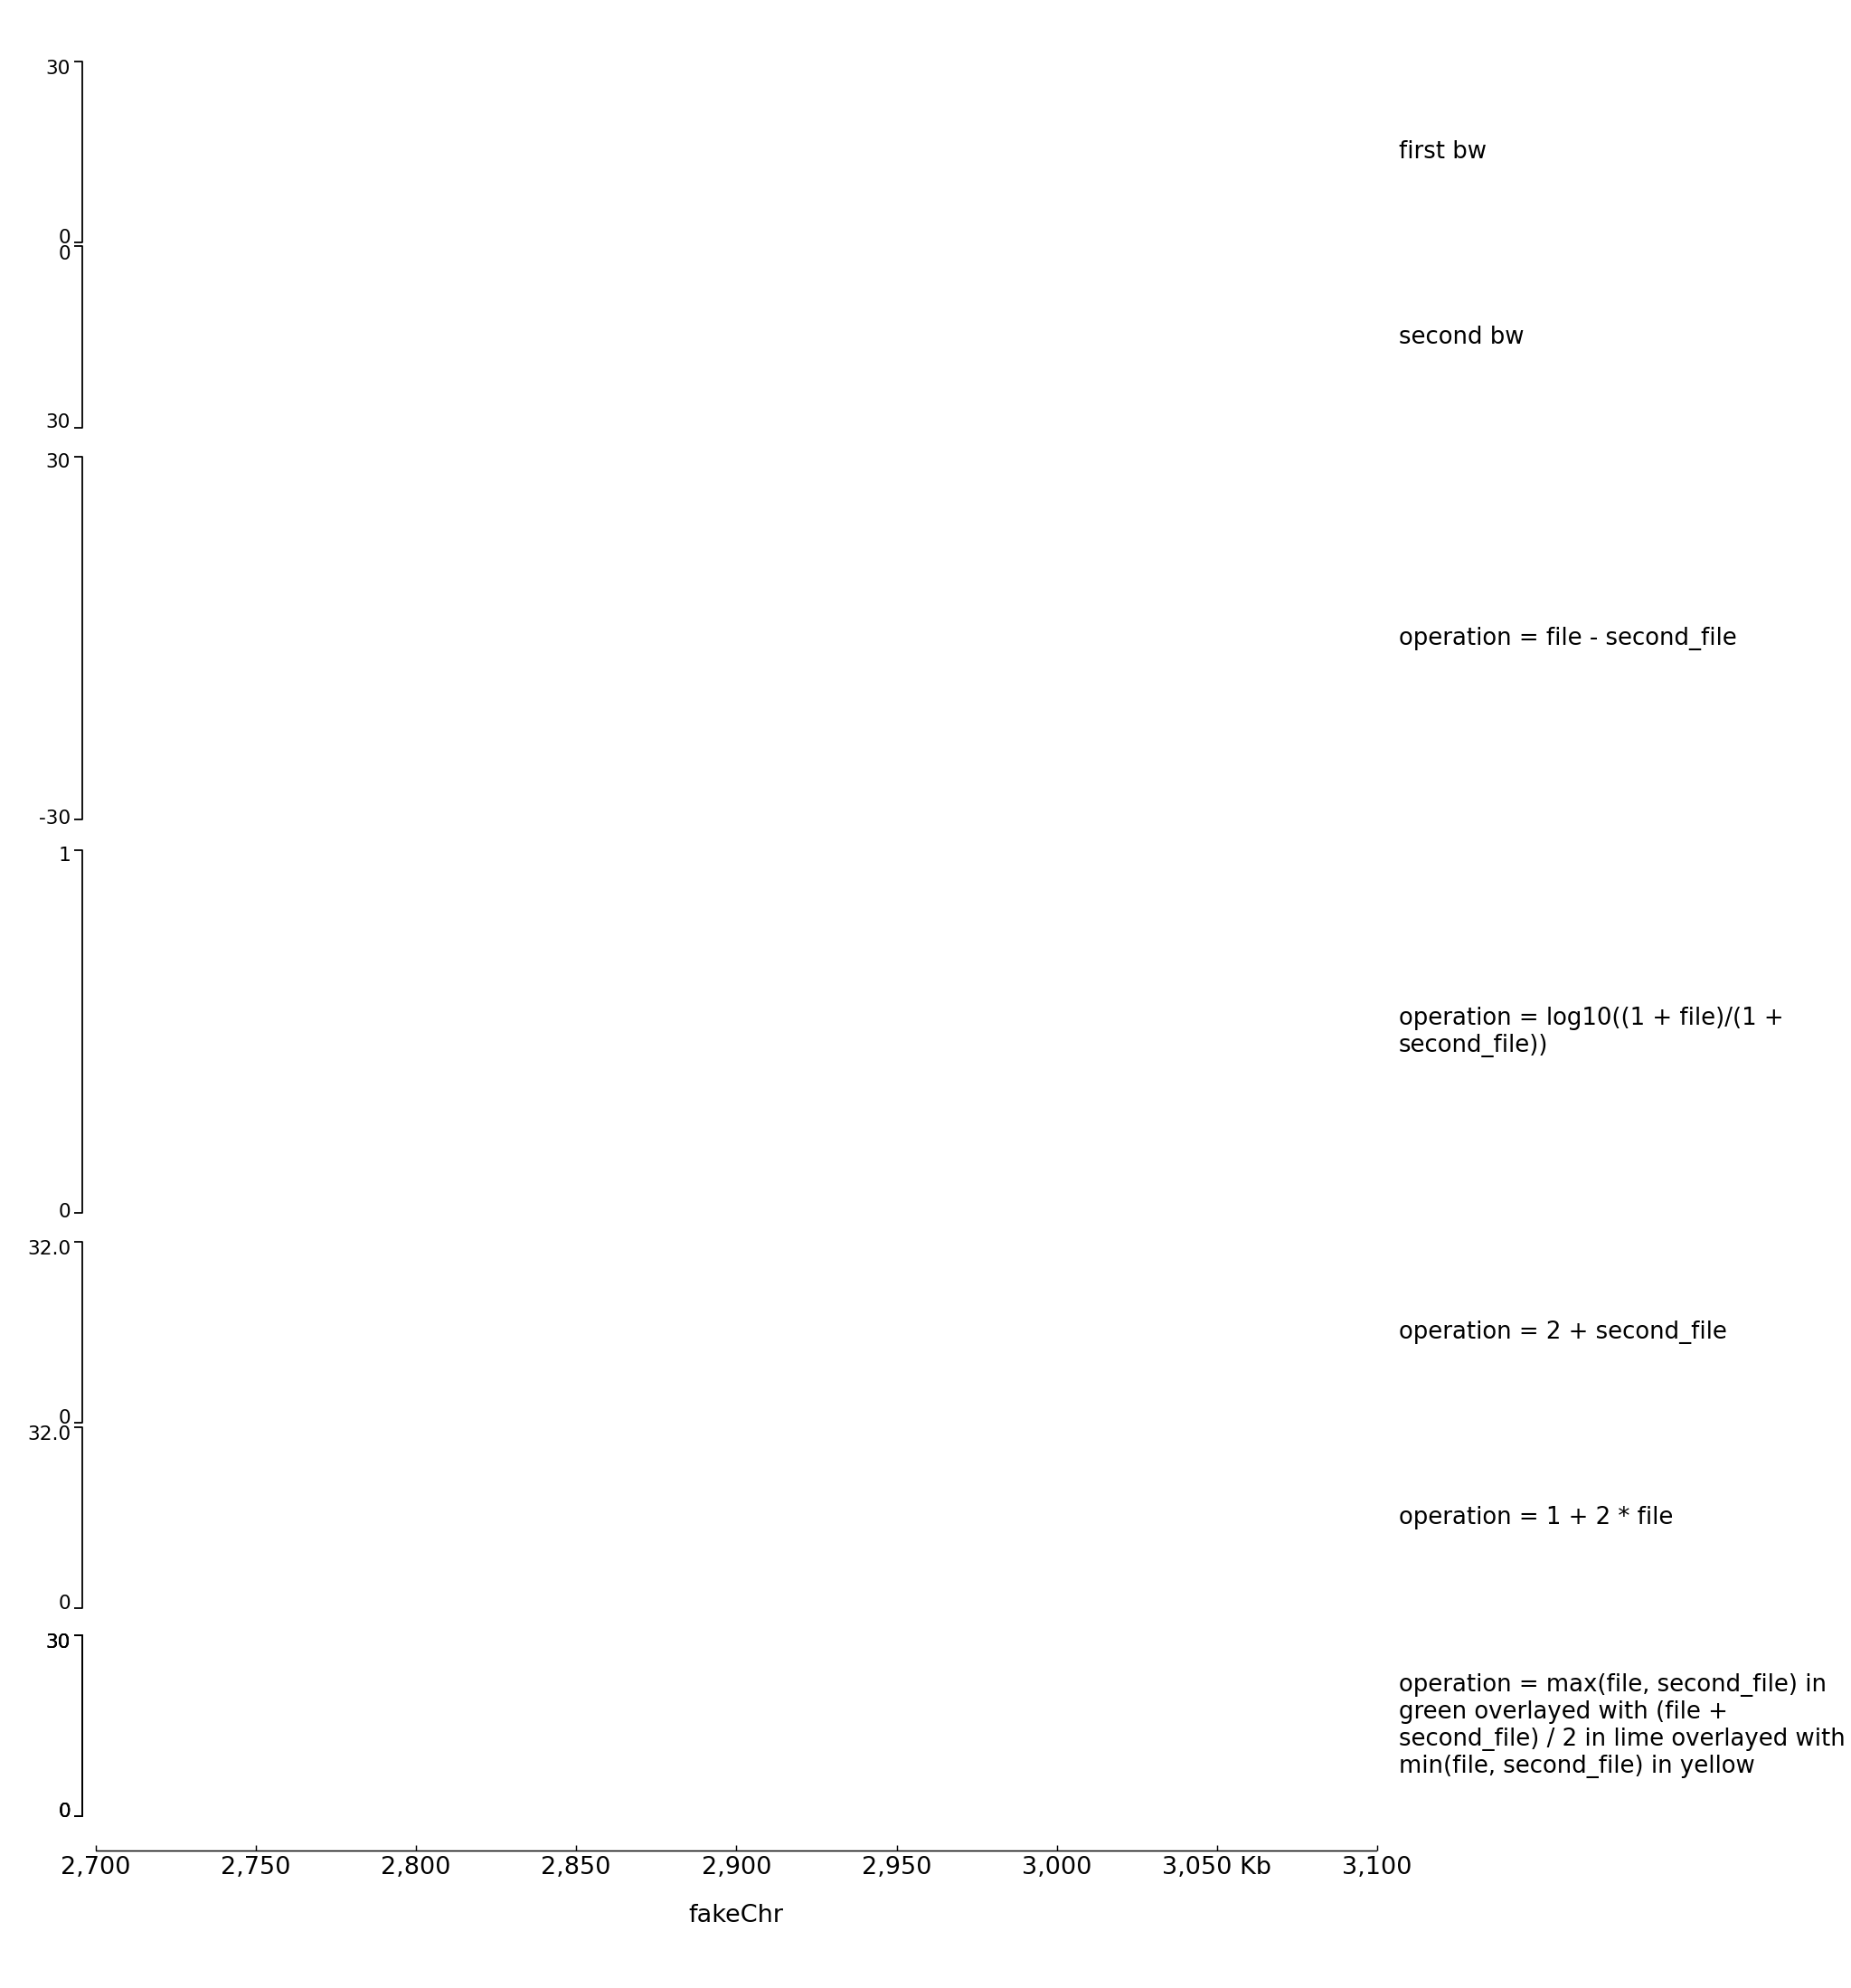 30
first bw
0
0
second bw
30
30
operation = file - second_file
-30
1
operation = log10((1 + file)/(1 +
second_file))
0
32.0
operation = 2 + second_file
0
32.0
operation = 1 + 2 * file
0
30
operation = max(file, second_file) in
green overlayed with (file +
second_file) / 2 in lime overlayed with
min(file, second_file) in yellow
0
2,700 2,750 2,800 2,850 2,900 2,950 3,000 3,050 Kb 3,100
fakeChr